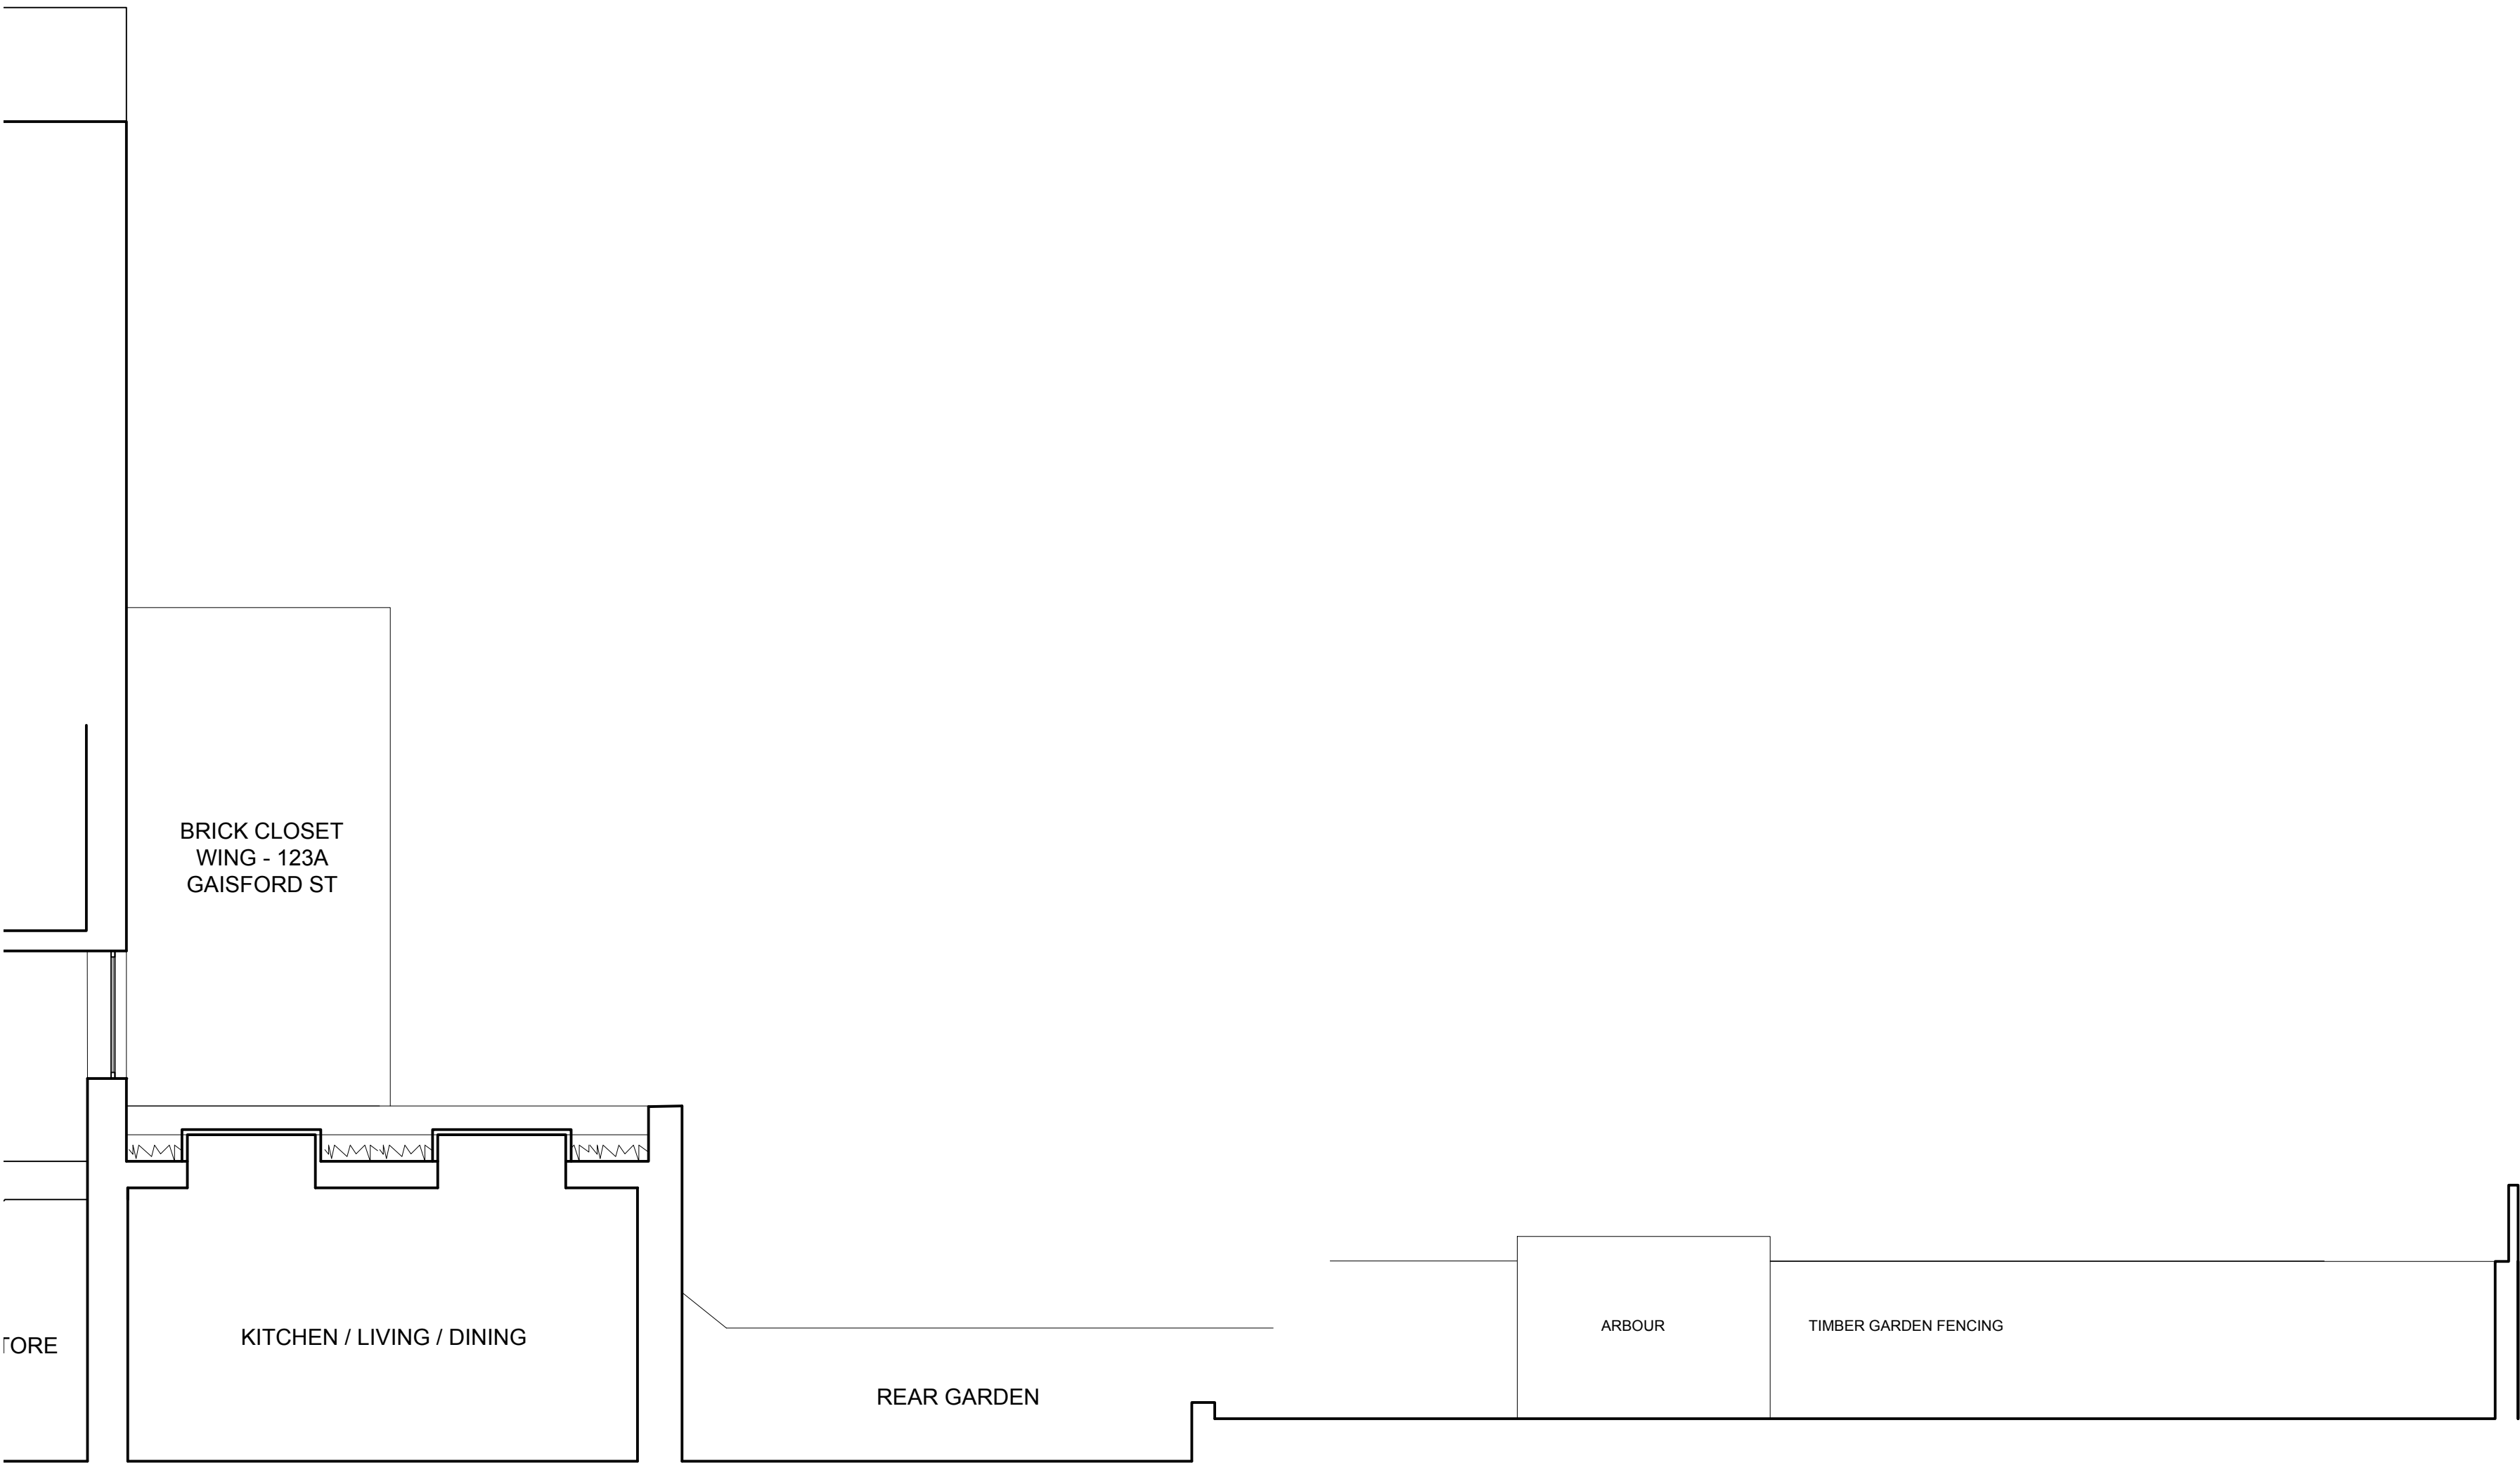 BRICK CLOSET
WING - 123A
GAISFORD ST
TORE
KITCHEN / LIVING / DINING
REAR GARDEN
ARBOUR
TIMBER GARDEN FENCING